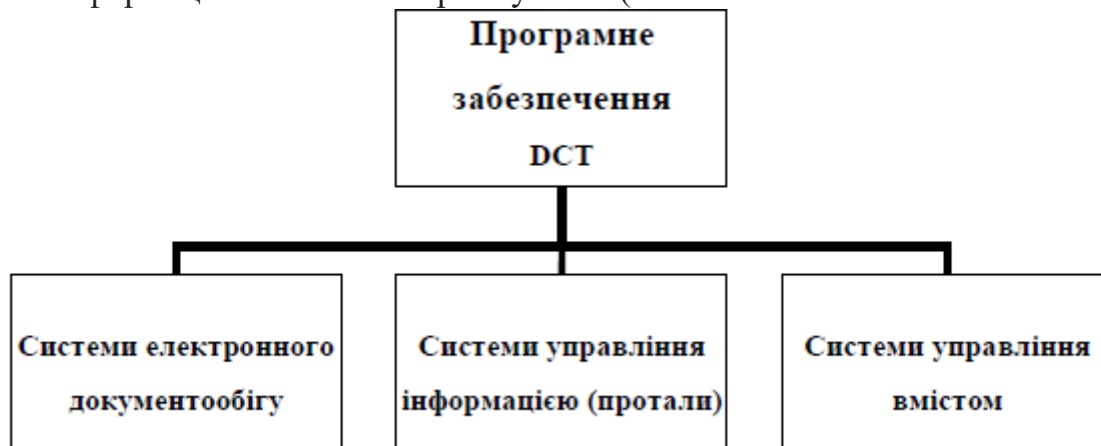 Програмне
забезпечення
DCT
Системи електронного
документообігу
Системи управління
інформацією (протали)
Системи управління
вмістом